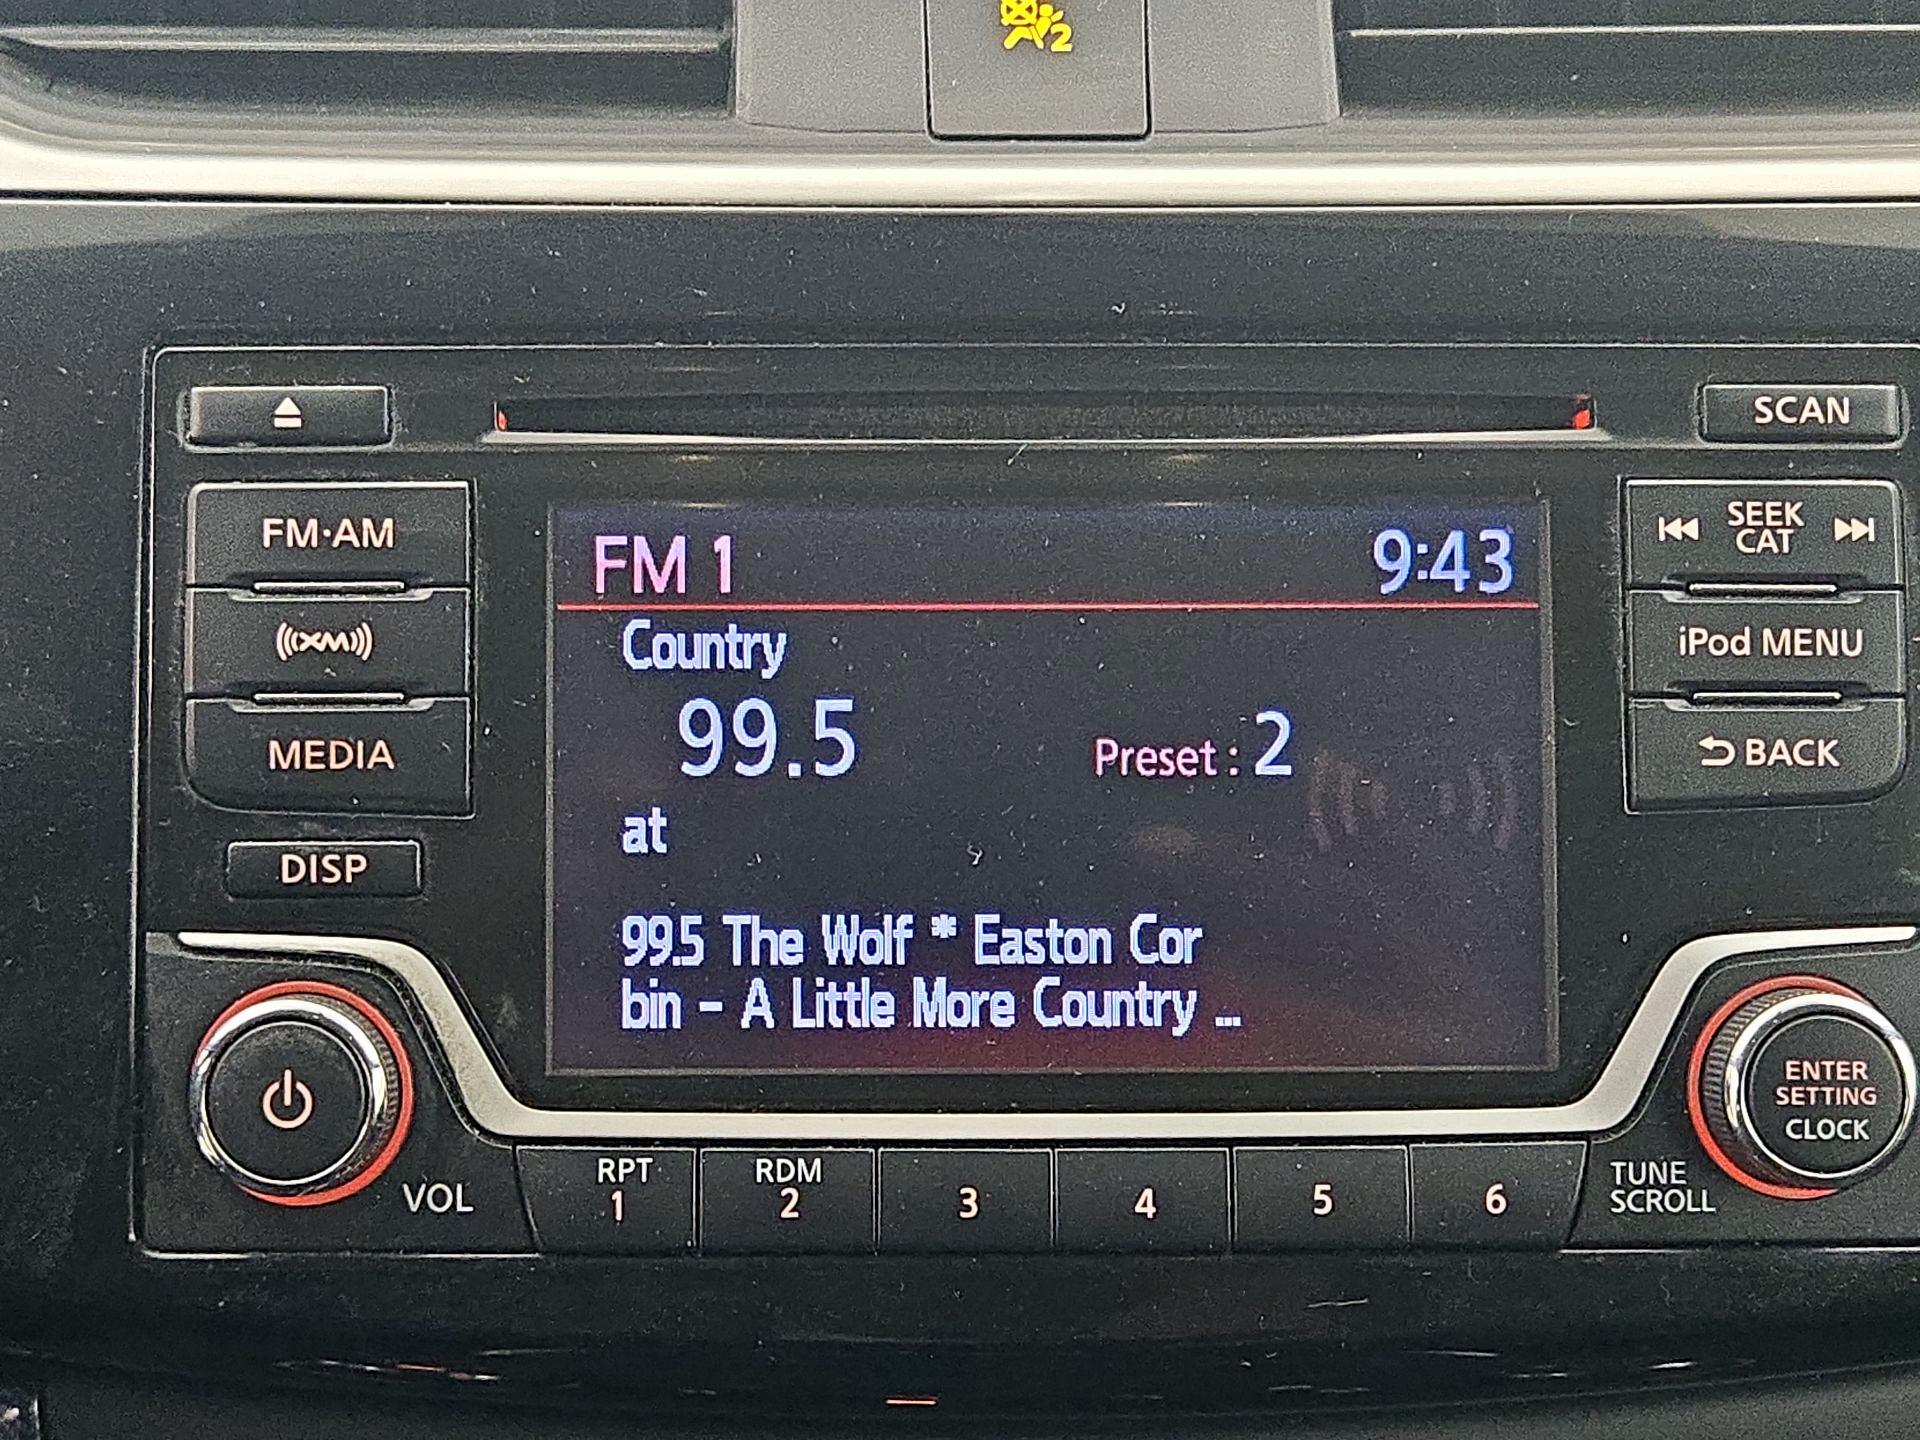 2
SCAN
FM·AM
SEEK
CAT
FM 1
9:43
Country
XM
iPod MENU
99.5
Preset : 2
MEDIA
BACK
at
DISP
99.5 The Wolf * Easton Cor
bin - A Little More Country ...
ENTER
SETTING
CLOCK
VOL
RPT
1
RDM
2
3
4
5
6
TUNE
SCROLL